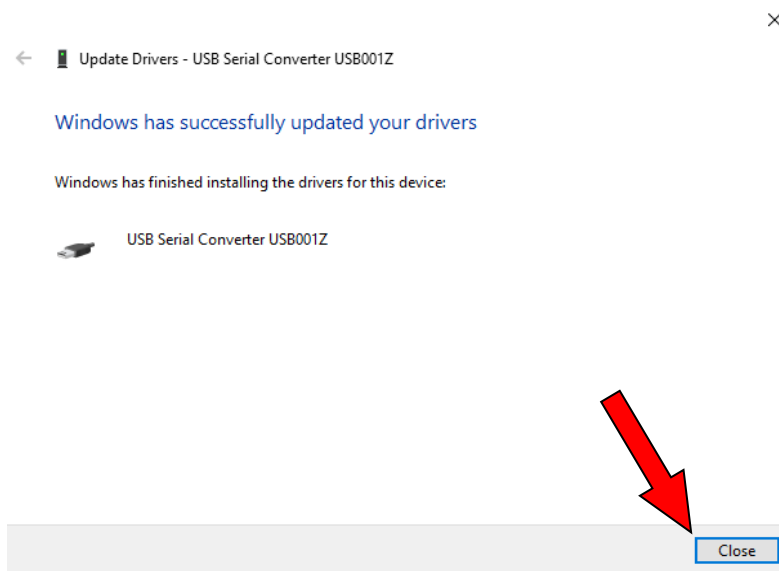 Update Drivers - USB Serial Converter USB001Z
Windows has successfully updated your drivers
Windows has finished installing the drivers for this device:
USB Serial Converter USB001Z
Close